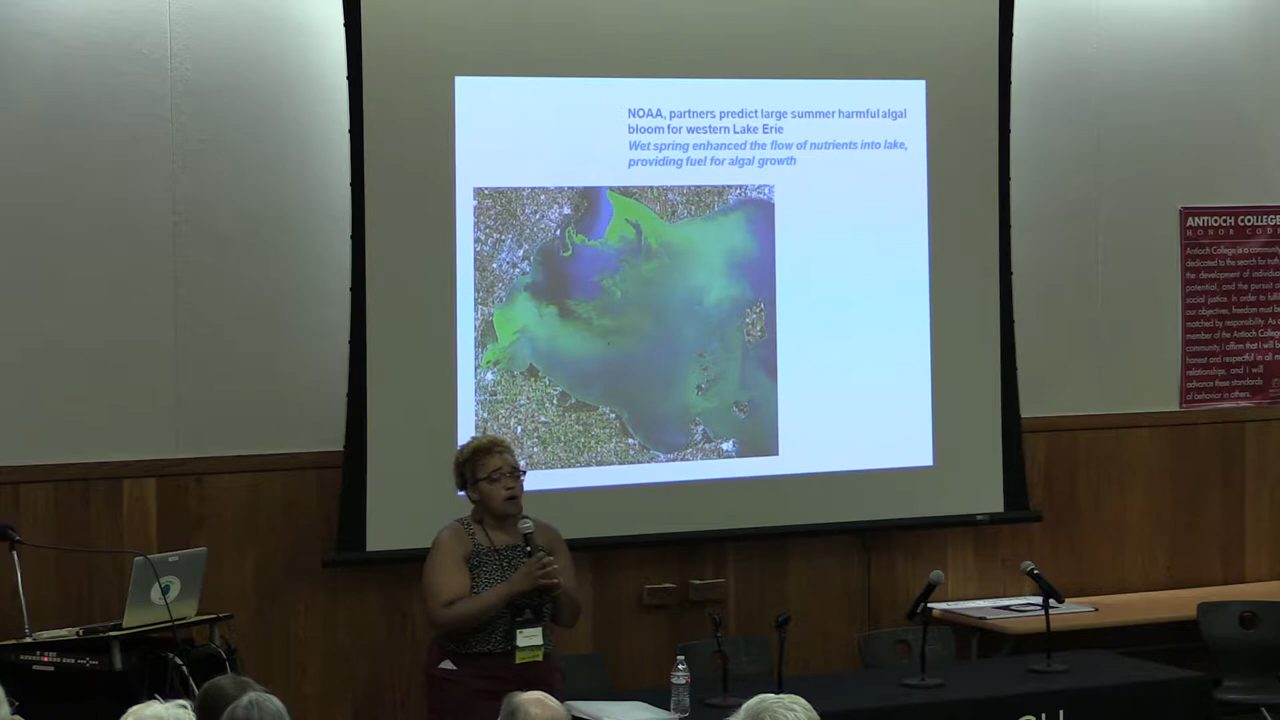 NOAA, partners predict large summer harmful algal
bloom for western Lake Erie
Wet spring enhanced the flow of nutrients into lake,
providing fuel for algal growth
ANTIOCH COLLEGE
HONOR CODE
Antioch College is a community
dedicated to the search for truth,
the development of individual
potential, and the pursuit of
social justice. In order to fulfill
our objectives, freedom must be
matched by responsibility. As a
member of the Antioch College
community, I affirm that I will be
honest and respectful in all my
relationships, and I will
advance these standards
of behavior in others.
CH